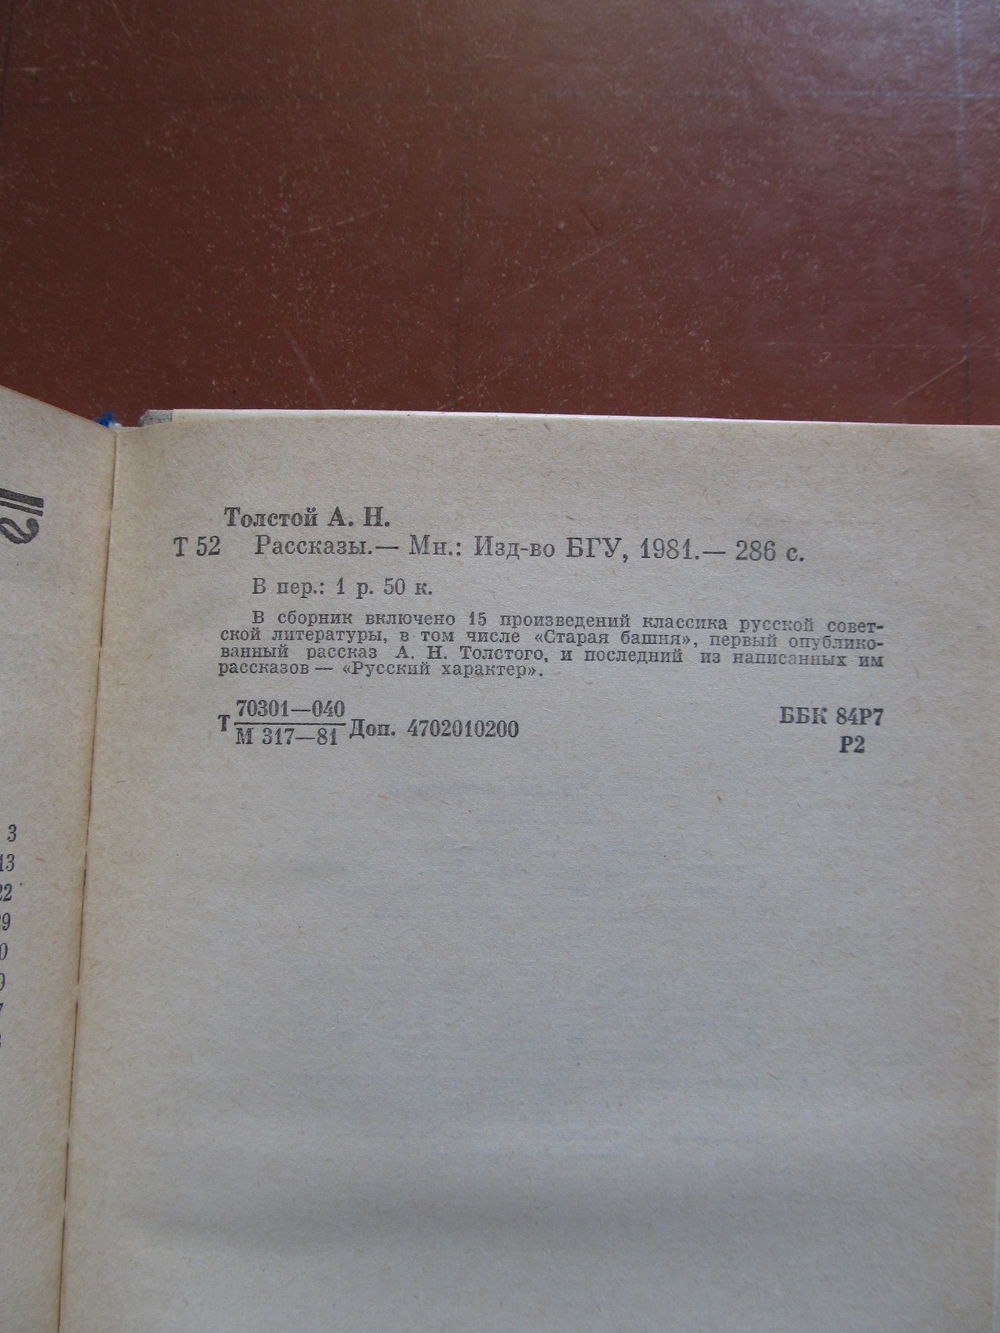 Толстой А. Н.
Т 52 Рассказы.— Мн.: Изд-во БГУ, 1981.— 286 с.
В пер.: 1 р. 50 к.
В сборник включено 15 произведений классика русской совет-
ской литературы, в том числе «Старая башня», первый опублико-
ванный рассказ А. Н. Толстого, и последний из написанных им
рассказов — «Русский характер».
Т 70301—040
М 317—81 Доп. 4702010200
ББК 84Р7
Р2
3
13
22
29